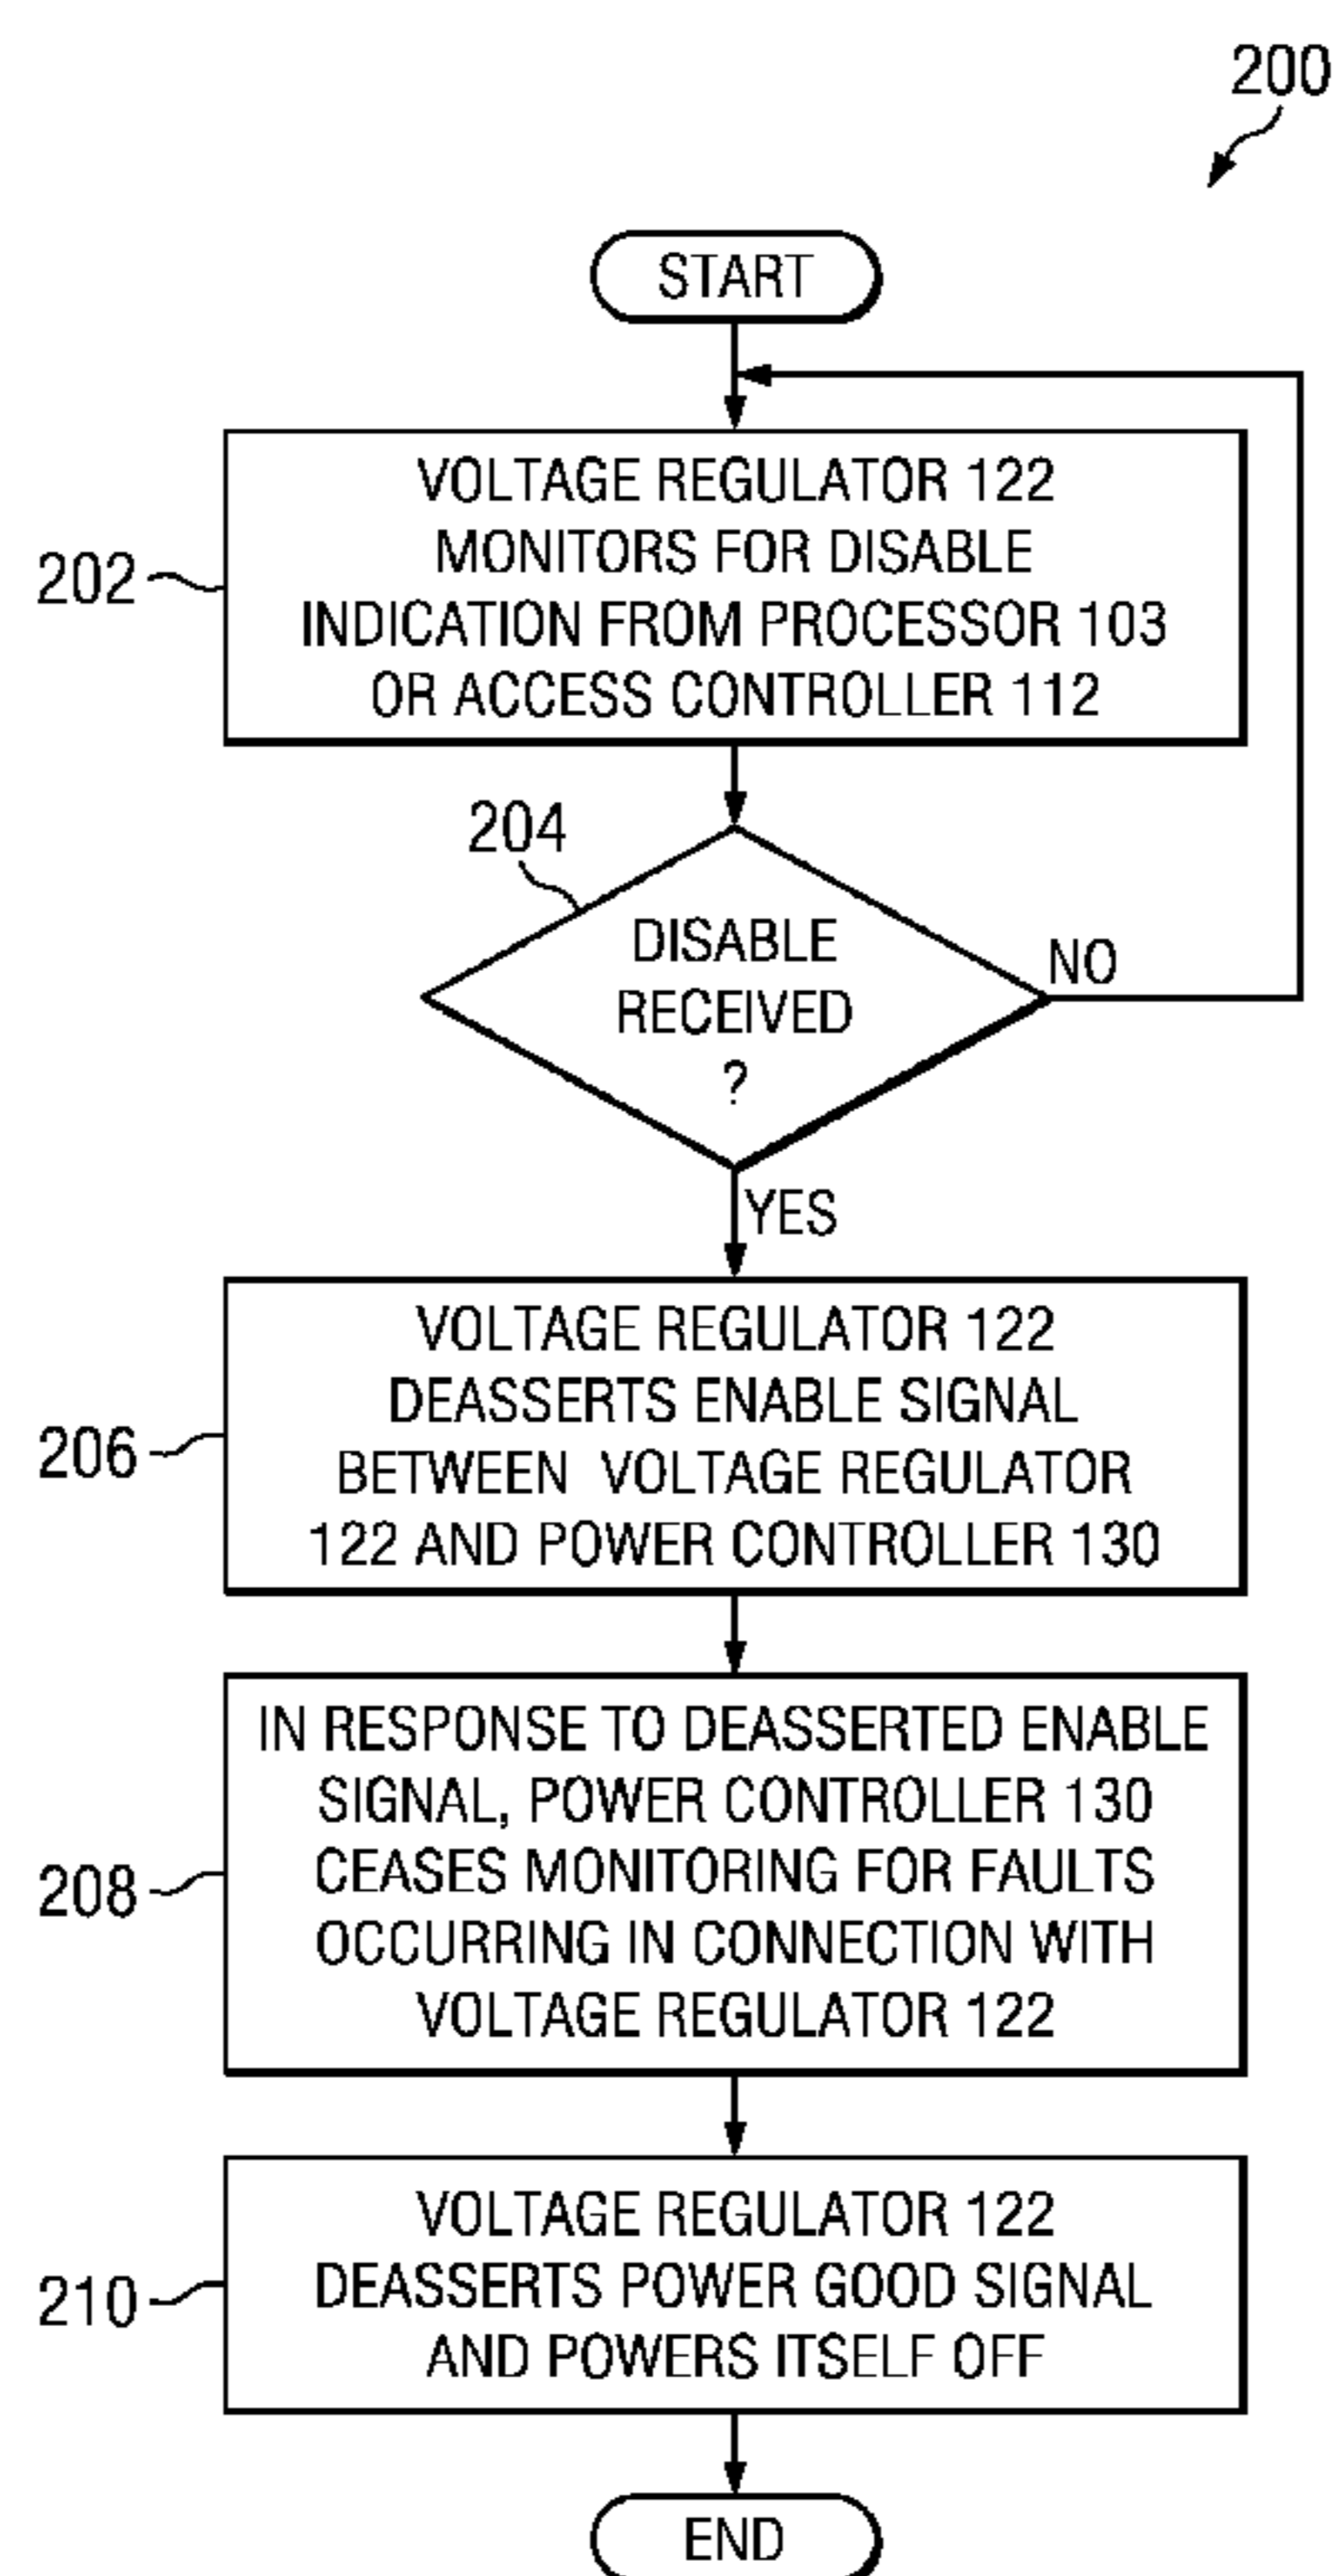 200
START
VOLTAGE REGULATOR 122
MONITORS FOR DISABLE
INDICATION FROM PROCESSOR 103
OR ACCESS CONTROLLER 112
202
204
DISABLE
RECEIVED
?
NO
YES
VOLTAGE REGULATOR 122
DEASSERTS ENABLE SIGNAL
BETWEEN VOLTAGE REGULATOR
122 AND POWER CONTROLLER 130
206
IN RESPONSE TO DEASSERTED ENABLE
SIGNAL, POWER CONTROLLER 130
CEASES MONITORING FOR FAULTS
OCCURRING IN CONNECTION WITH
VOLTAGE REGULATOR 122
208
VOLTAGE REGULATOR 122
DEASSERTS POWER GOOD SIGNAL
AND POWERS ITSELF OFF
210
END